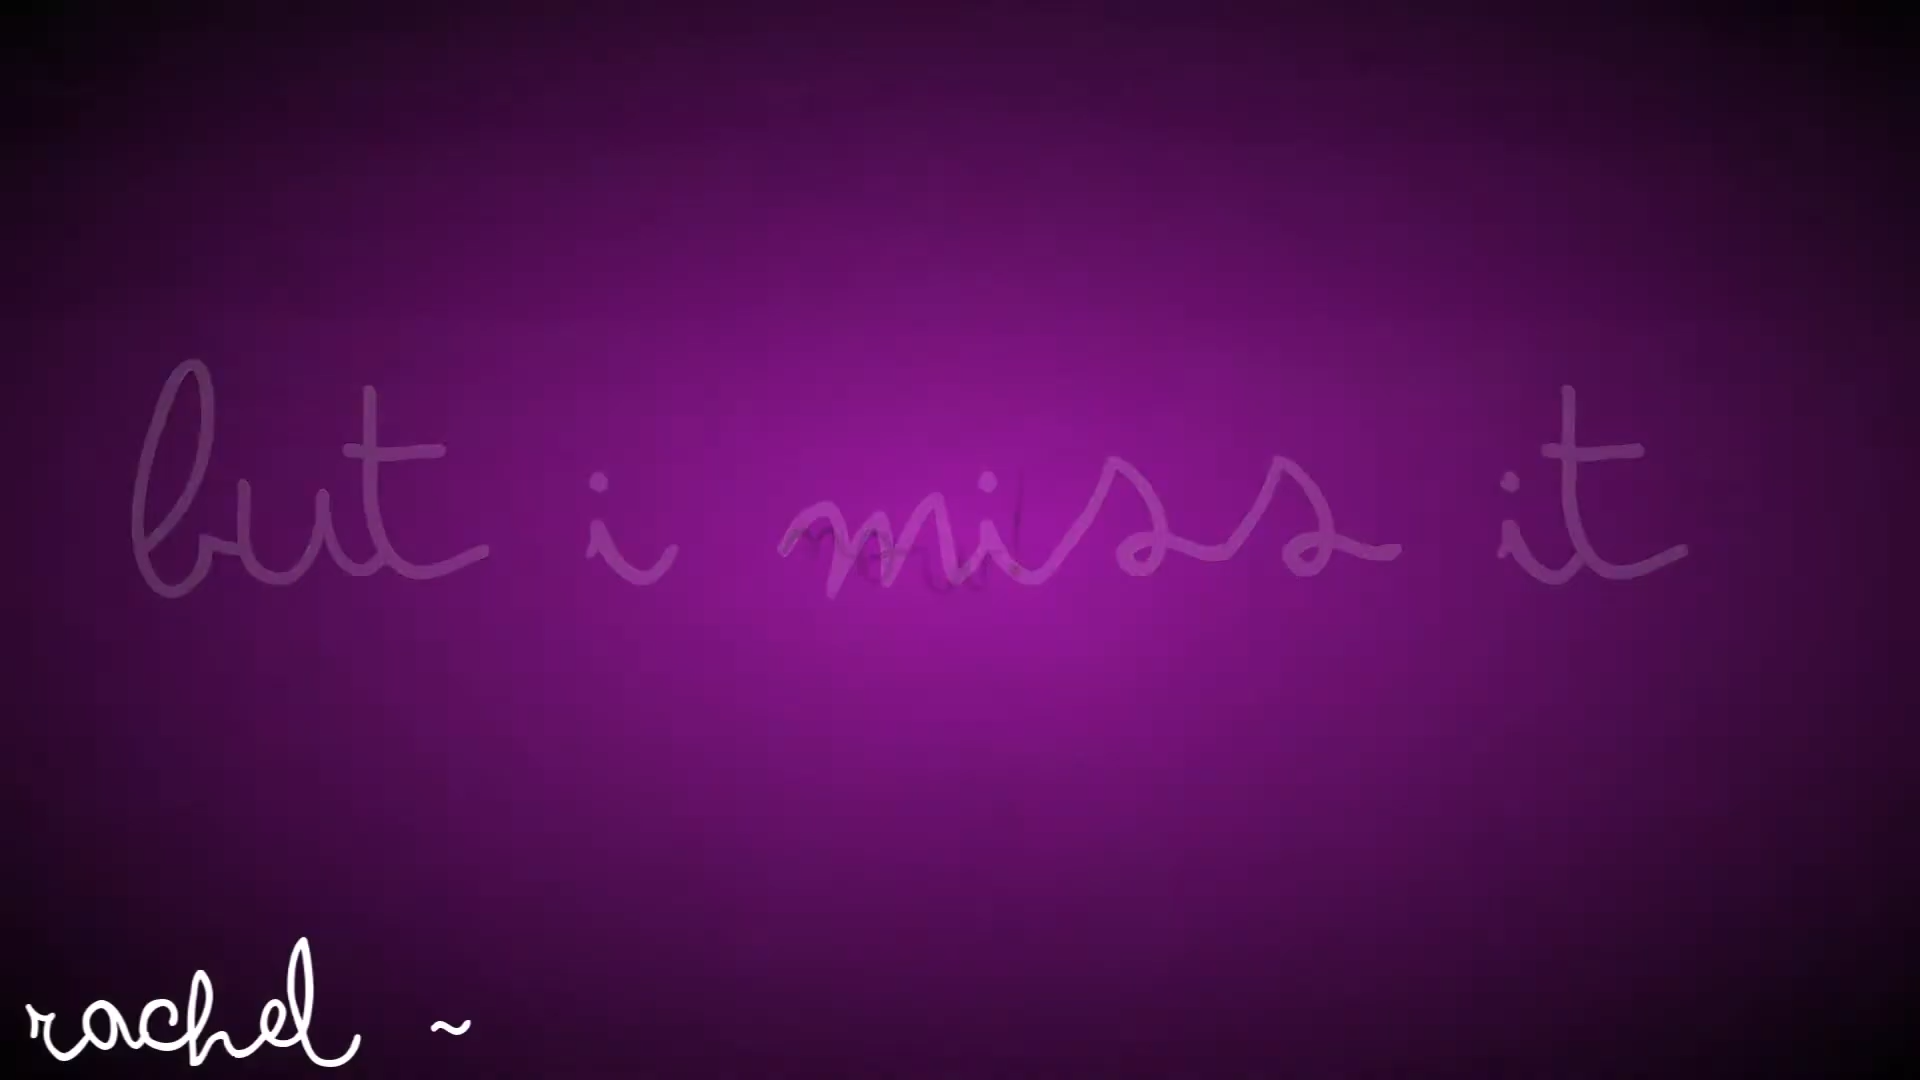 but i miss it
rachel ~